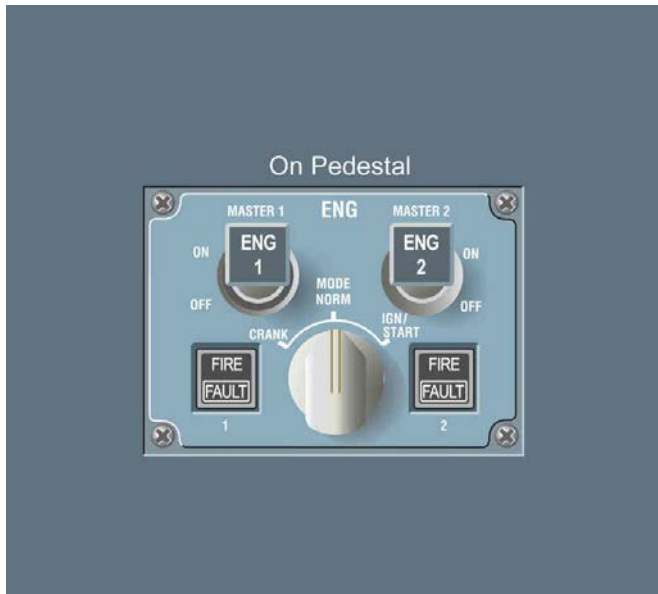 On Pedestal
MASTER 1 ENG MASTER 2
ENG
1
ENG
2
ON
OFF
ON
OFF
MODE
NORM
CRANK
IGN/
START
FIRE
FAULT
1
FIRE
FAULT
2